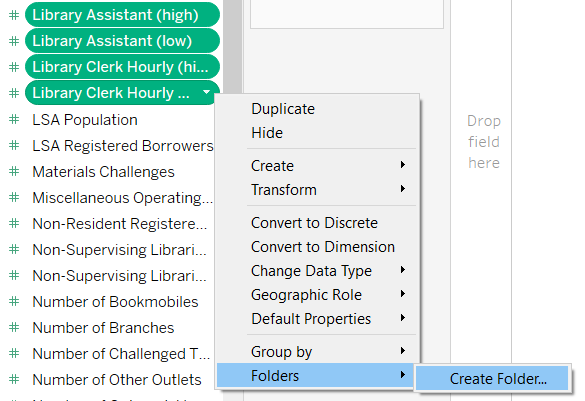 # Library Assistant (high)
# Library Assistant (low)
# Library Clerk Hourly (hi...
# Library Clerk Hourly ...
# LSA Population
# LSA Registered Borrowers
# Materials Challenges
# Miscellaneous Operating...
# Non-Resident Registere...
# Non-Supervising Librari...
# Non-Supervising Librari...
# Number of Bookmobiles
# Number of Branches
# Number of Challenged T...
# Number of Other Outlets
Duplicate
Hide
Create
Transform
Convert to Discrete
Convert to Dimension
Change Data Type
Geographic Role
Default Properties
Group by
Folders
Create Folder...
Drop
field
here